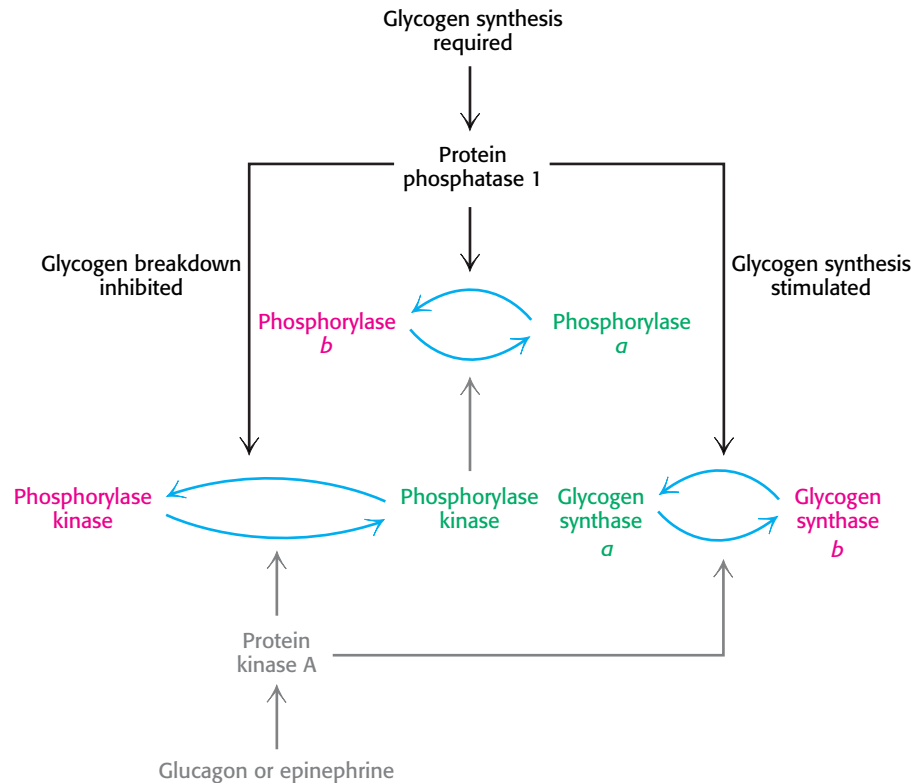 Glycogen synthesis
required
Protein
phosphatase 1
Glycogen breakdown
inhibited
Glycogen synthesis
stimulated
Phosphorylase
b
Phosphorylase
a
Phosphorylase
kinase
Phosphorylase
kinase
Glycogen
synthase
a
Glycogen
synthase
b
Protein
kinase A
Glucagon or epinephrine